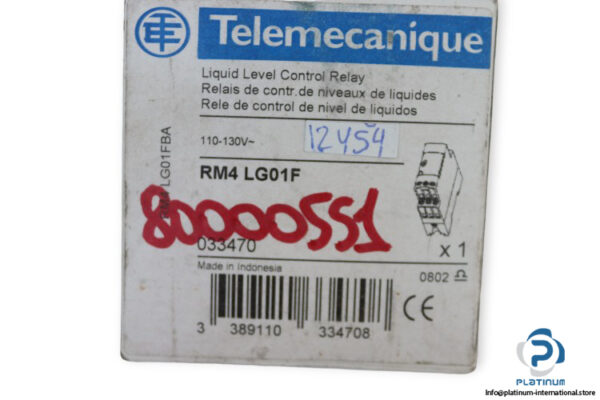 Telemecanique
Liquid Level Control Relay
Relais de contr. de niveaux de liquides
Rele de control de nivel de liquidos
110-130V~
12454
RM4 LG01F
RM4 LG01FBA
80000551
033470
x 1
Made in Indonesia
0802
CE
3 389110 334708
PLATINUM
Info@platinum-international.store